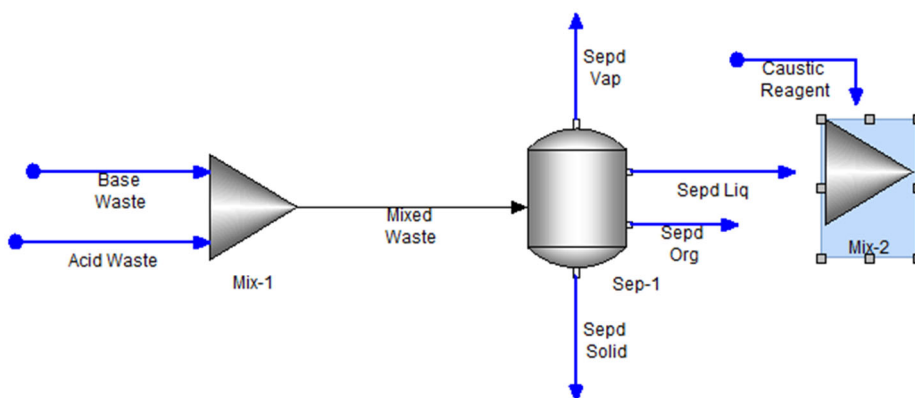 Sepd
Vap
Caustic
Reagent
Base
Waste
Sepd Liq
Mixed
Waste
Sepd
Org
Acid Waste
Mix-1
Sep-1
Mix-2
Sepd
Solid